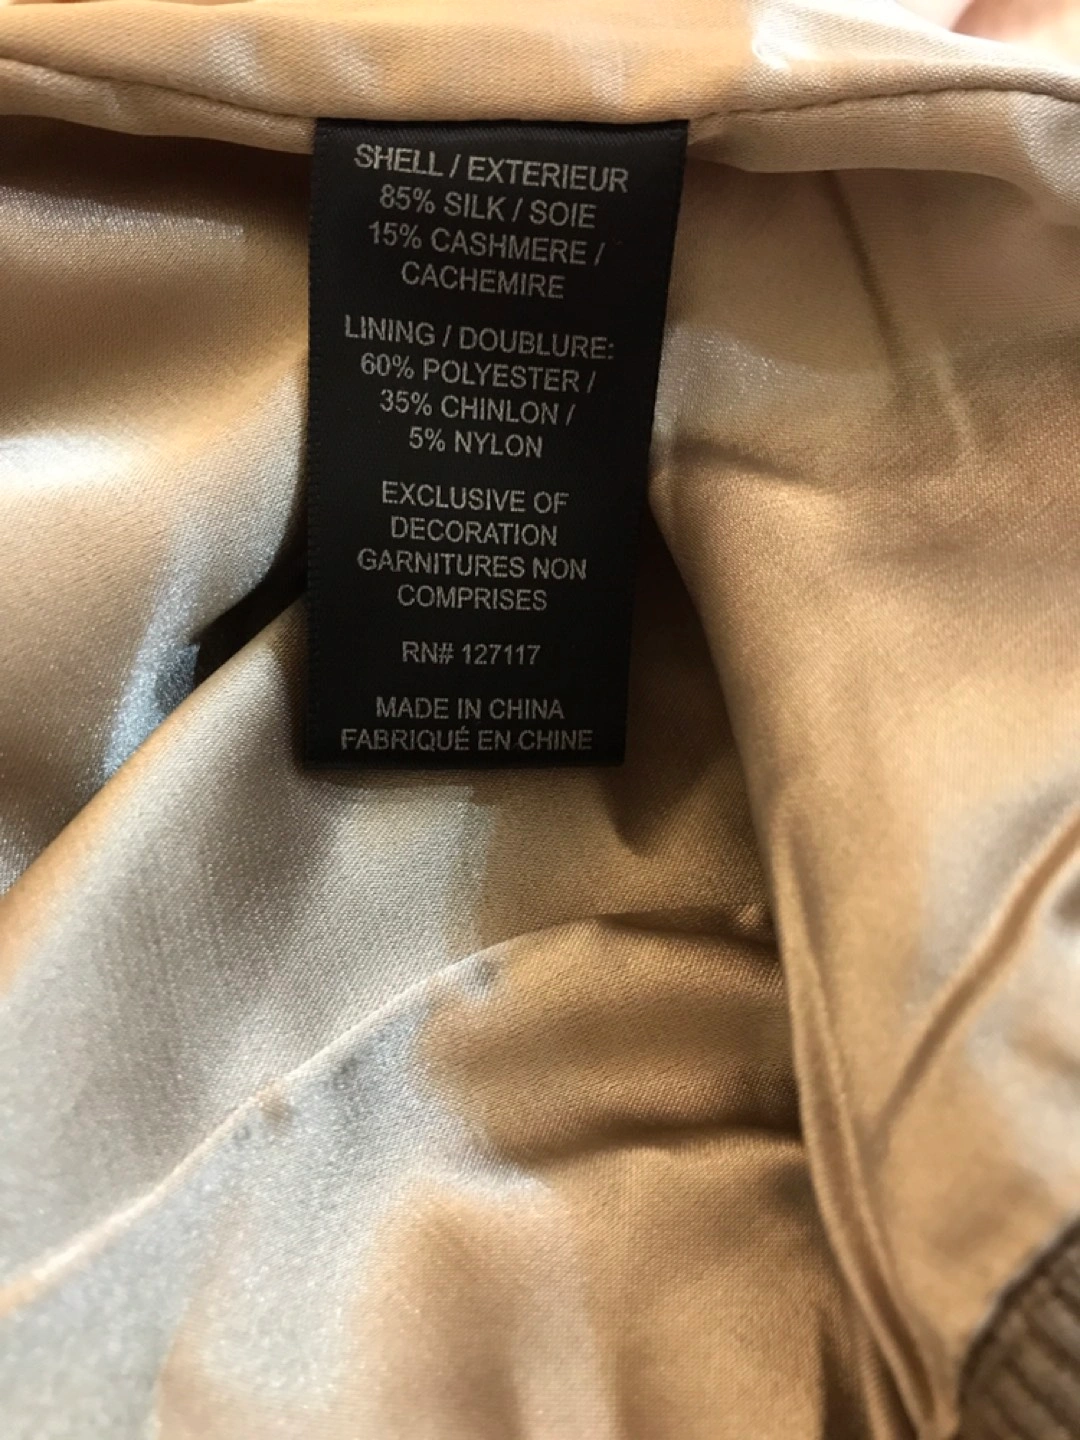 SHELL / EXTERIEUR
85% SILK / SOIE
15% CASHMERE /
CACHEMIRE
LINING / DOUBLURE:
60% POLYESTER /
35% CHINLON /
5% NYLON
EXCLUSIVE OF
DECORATION
GARNITURES NON
COMPRISES
RN# 127117
MADE IN CHINA
FABRIQUÉ EN CHINE